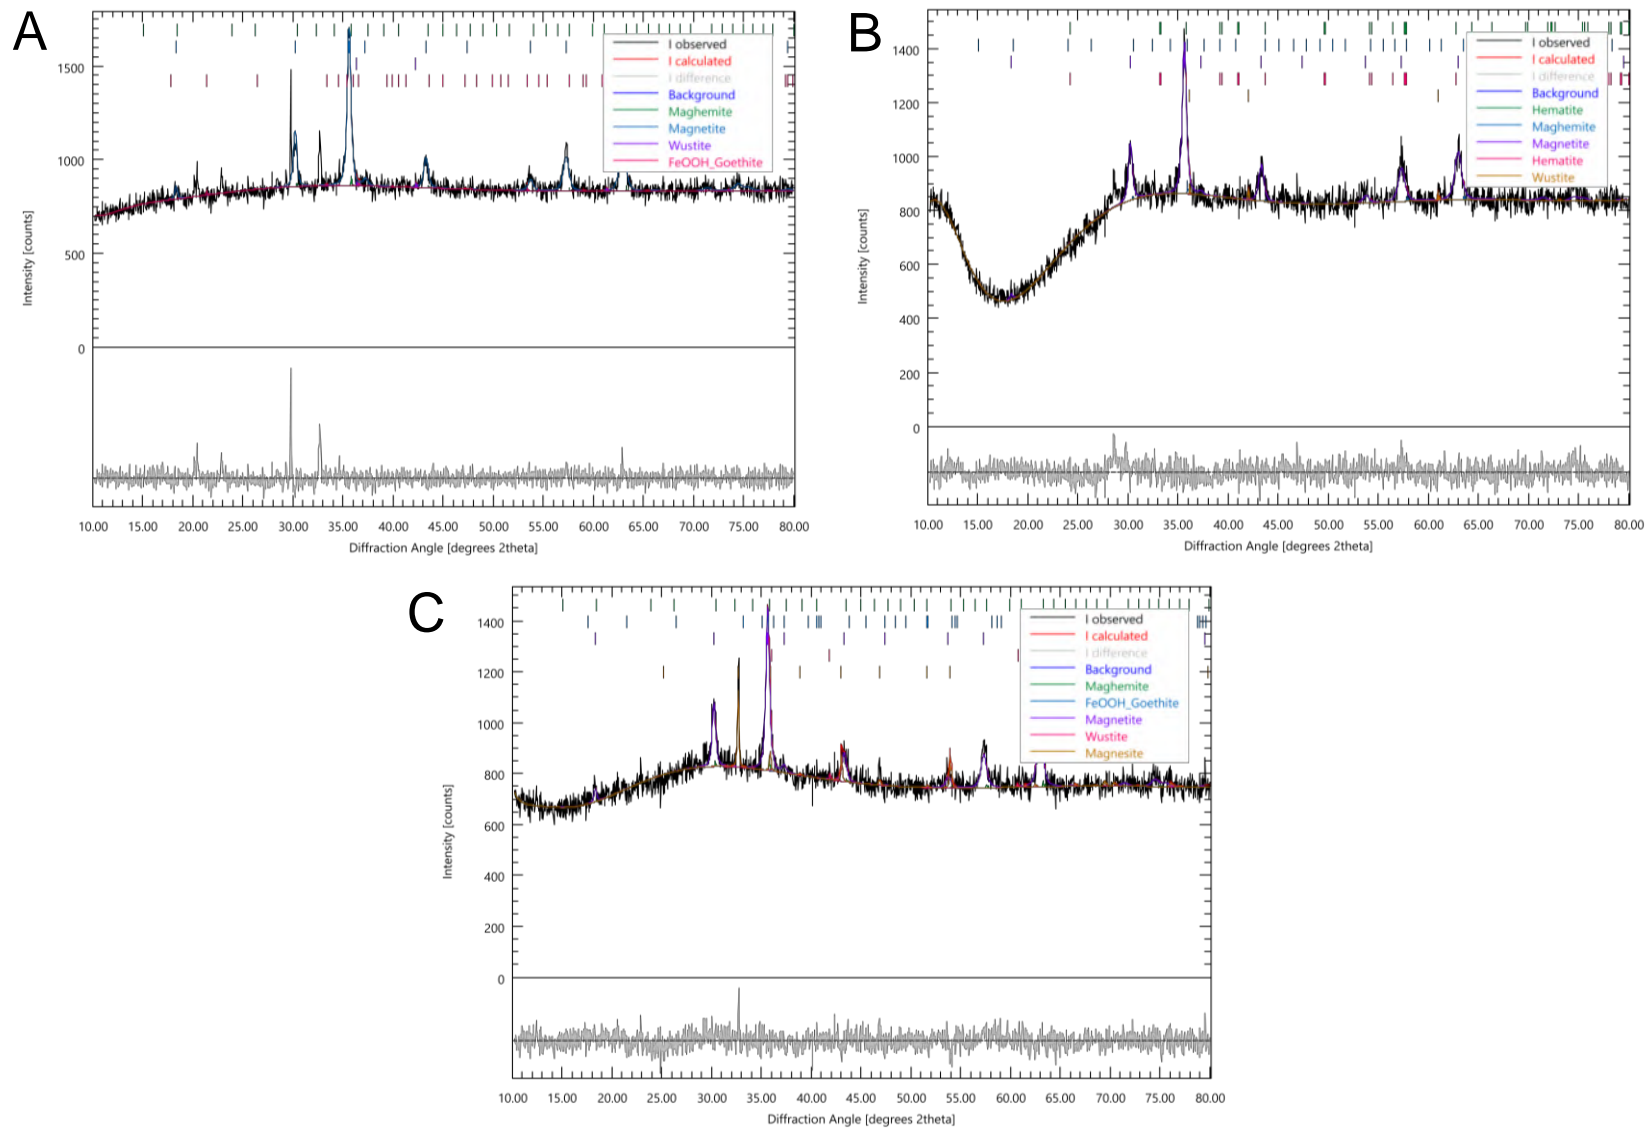 A
1500
1000
500
0
Intensity [counts]
I observed
I calculated
I difference
Background
Maghemite
Magnetite
Wustite
FeOOH_Goethite
10.00 15.00 20.00 25.00 30.00 35.00 40.00 45.00 50.00 55.00 60.00 65.00 70.00 75.00 80.00
Diffraction Angle [degrees 2theta]
B
1400
1200
1000
800
600
400
200
0
Intensity [counts]
I observed
I calculated
I difference
Background
Hematite
Maghemite
Magnetite
Hematite
Wustite
10.00 15.00 20.00 25.00 30.00 35.00 40.00 45.00 50.00 55.00 60.00 65.00 70.00 75.00 80.00
Diffraction Angle [degrees 2theta]
C
1400
1200
1000
800
600
400
200
0
Intensity [counts]
I observed
I calculated
I difference
Background
Maghemite
FeOOH_Goethite
Magnetite
Wustite
Magnesite
10.00 15.00 20.00 25.00 30.00 35.00 40.00 45.00 50.00 55.00 60.00 65.00 70.00 75.00 80.00
Diffraction Angle [degrees 2theta]